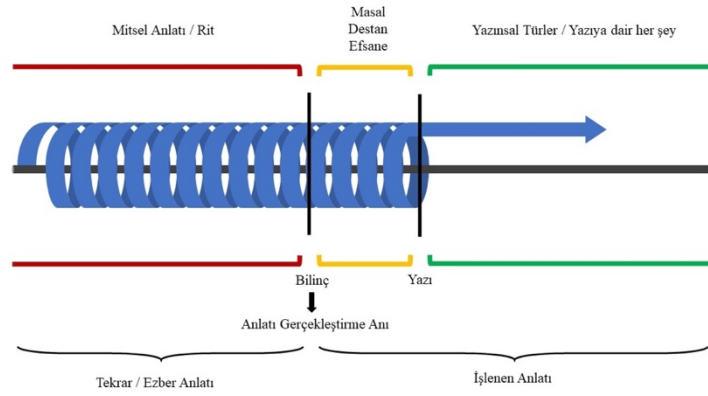 Mitsel Anlatı / Rit
Masal
Destan
Efsane
Yazınsal Türler / Yazıya dair her şey
Bilinç
Yazı
Anlatı Gerçekleştirme Anı
Tekrar / Ezber Anlatı
İşlenen Anlatı